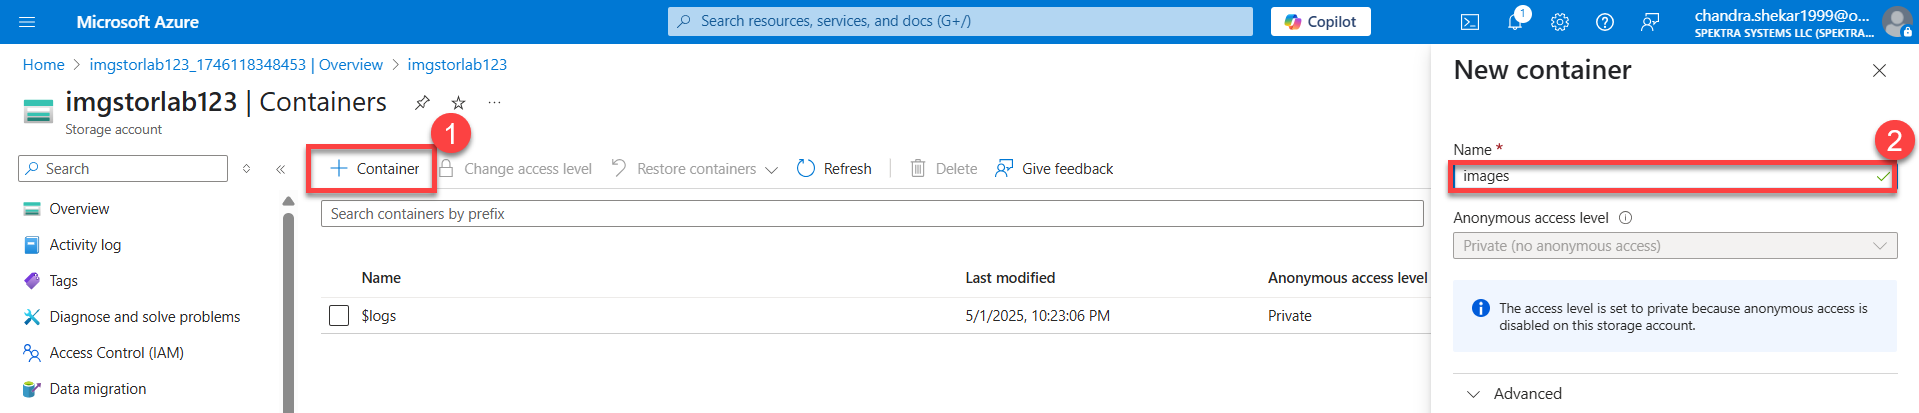 Microsoft Azure
Search resources, services, and docs (G+/)
Copilot
1
chandra.shekar1999@o...
SPEKTRA SYSTEMS LLC (SPEKTRA...
Home > imgstorlab123_1746118348453 | Overview > imgstorlab123
imgstorlab123 | Containers
...
Storage account
1
Search
Overview
Activity log
Tags
Diagnose and solve problems
Access Control (IAM)
Data migration
+ Container
Change access level
Restore containers
Refresh
Delete
Give feedback
Search containers by prefix
Name Last modified Anonymous access level
$logs 5/1/2025, 10:23:06 PM Private
New container
2
Name *
images
Anonymous access level
Private (no anonymous access)
The access level is set to private because anonymous access is
disabled on this storage account.
Advanced